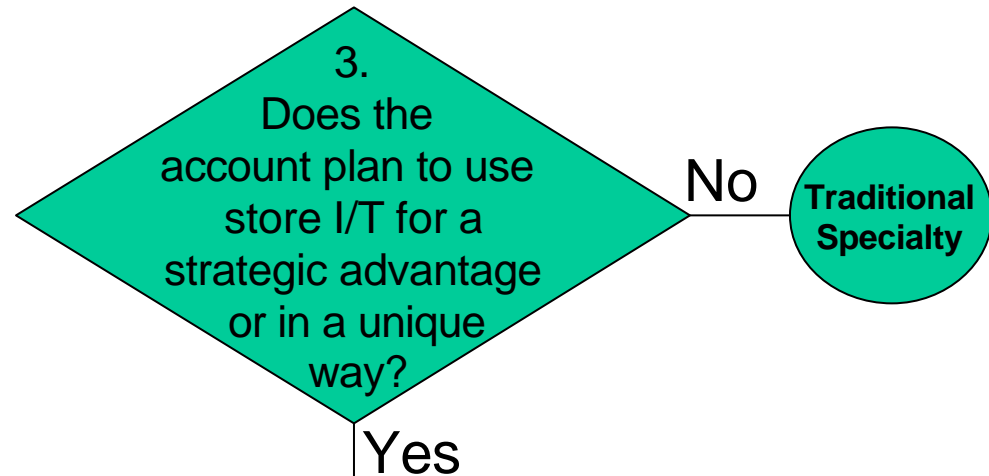 3.
Does the
account plan to use
store I/T for a
strategic advantage
or in a unique
way?
No
Traditional
Specialty
Yes